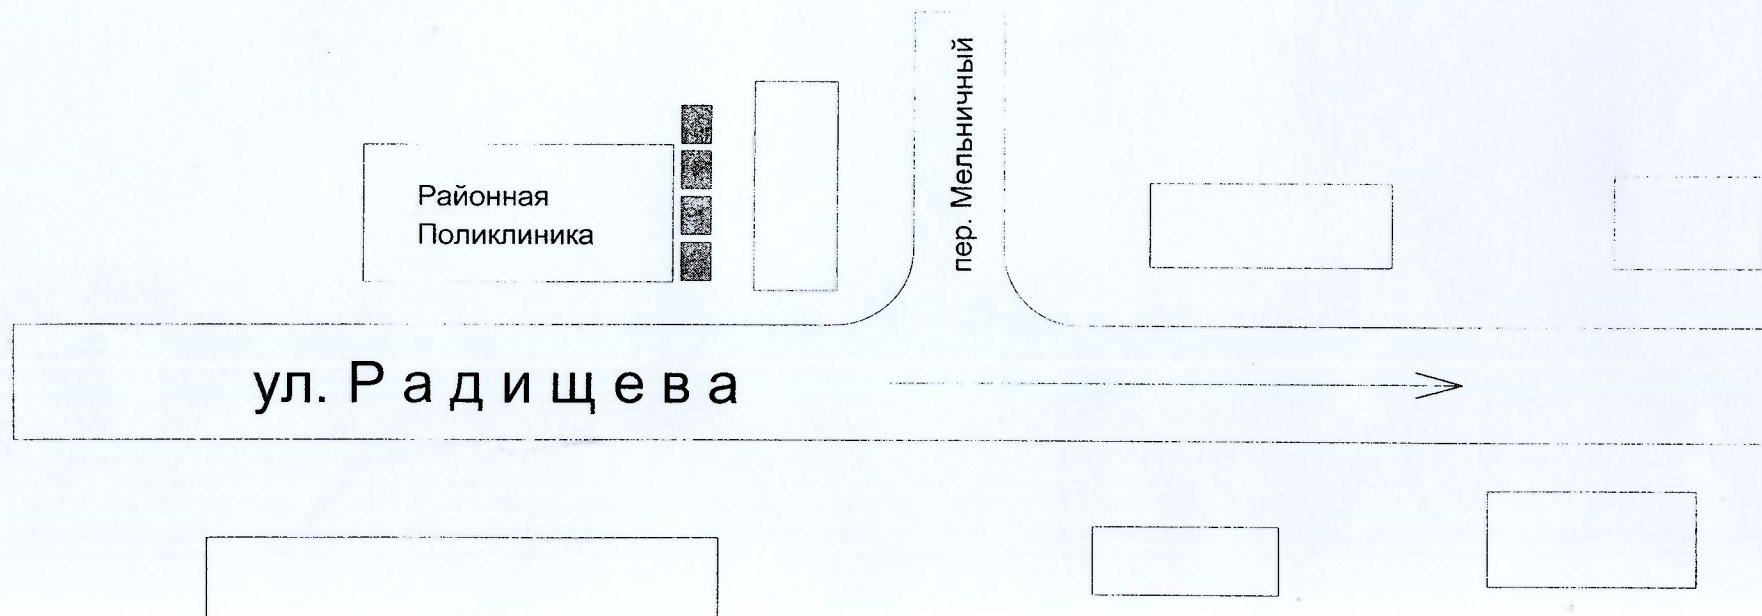 пер. Мельничный
Районная
Поликлиника
ул. Радищева